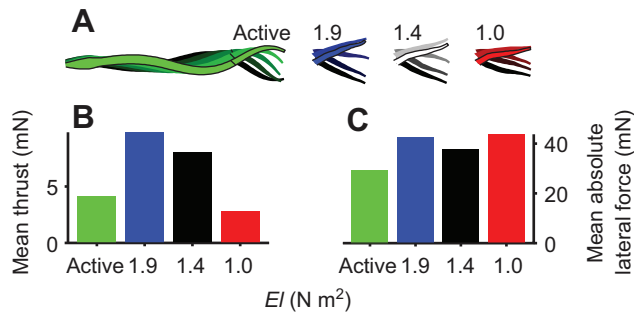 A
Active 1.9 1.4 1.0
B
Mean thrust (mN)
5
0
Active 1.9 1.4 1.0
C
40
20
0
Mean absolute
lateral force (mN)
Active 1.9 1.4 1.0
EI (N m²)